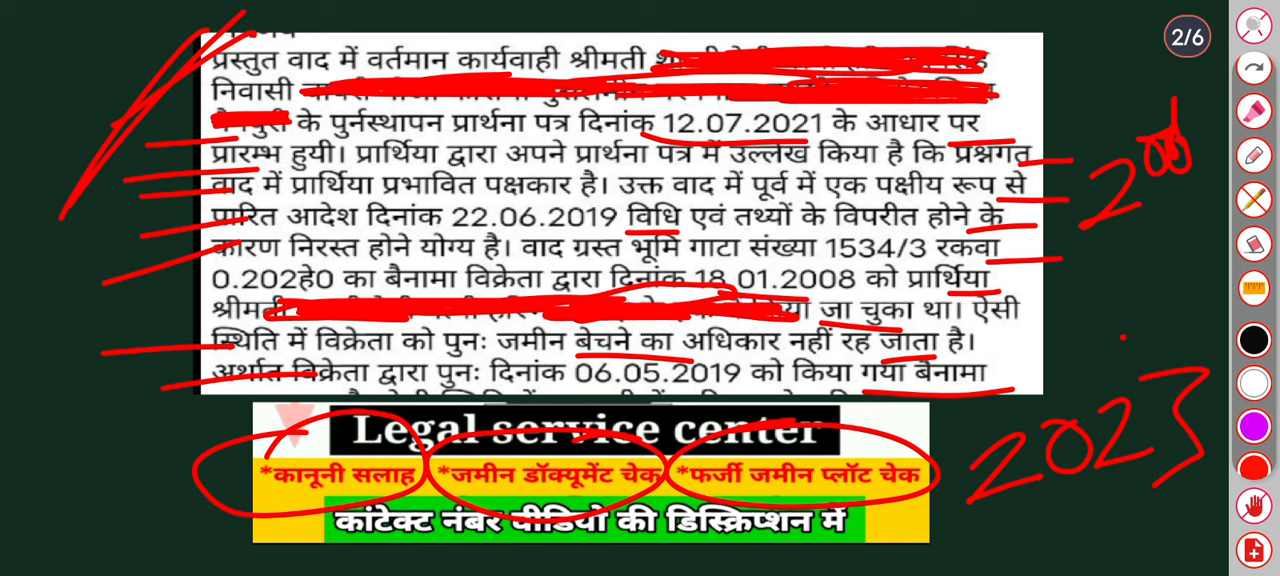 2/6
प्रस्तुत वाद में वर्तमान कार्यवाही श्रीमती
निवासी
के पुर्नस्थापन प्रार्थना पत्र दिनांक 12.07.2021 के आधार पर
प्रारम्भ हुयी। प्रार्थिया द्वारा अपने प्रार्थना पत्र में उल्लेख किया है कि प्रश्नगत
वाद में प्रार्थिया प्रभावित पक्षकार है। उक्त वाद में पूर्व में एक पक्षीय रूप से
पारित आदेश दिनांक 22.06.2019 विधि एवं तथ्यों के विपरीत होने के
कारण निरस्त होने योग्य है। वाद ग्रस्त भूमि गाटा संख्या 1534/3 रकवा
0.202हे0 का बैनामा विक्रेता द्वारा दिनांक 18.01.2008 को प्रार्थिया
श्रीमती जा चुका था। ऐसी
स्थिति में विक्रेता को पुनः जमीन बेचने का अधिकार नहीं रह जाता है।
अर्थात विक्रेता द्वारा पुनः दिनांक 06.05.2019 को किया गया बैनामा
2023
Legal service center
*कानूनी सलाह *जमीन डॉक्यूमेंट चेक *फर्जी जमीन प्लॉट चेक
कांटेक्ट नंबर वीडियो की डिस्क्रिप्शन में